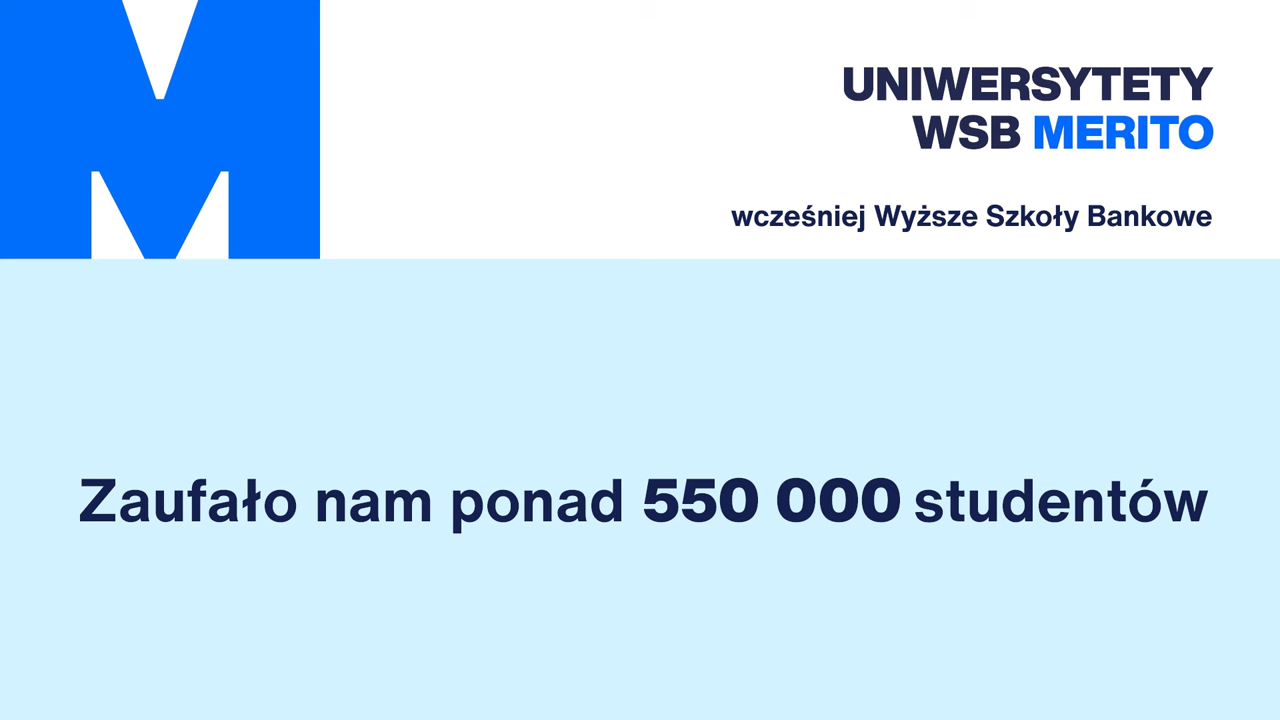 UNIWERSYTETY
WSB MERITO
wcześniej Wyższe Szkoły Bankowe
Zaufało nam ponad 550 000 studentów